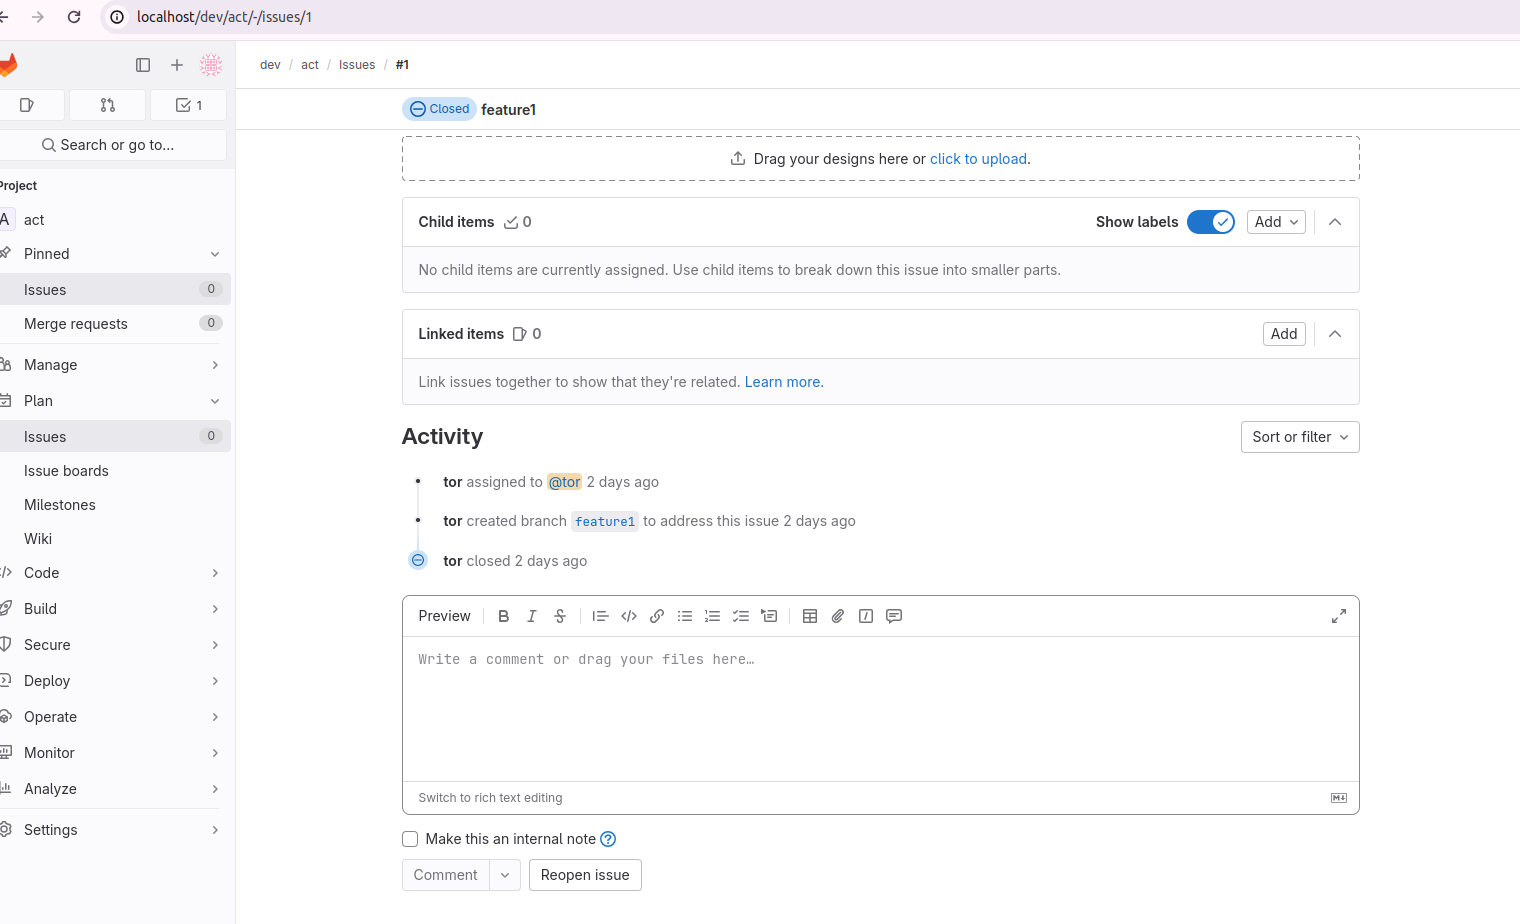 localhost/dev/act/-/issues/1
dev / act / Issues / #1
1
Search or go to...
Closed feature1
Drag your designs here or click to upload.
Project
A act
Pinned
Issues 0
Merge requests 0
Manage
Plan
Issues 0
Issue boards
Milestones
Wiki
Code
Build
Secure
Deploy
Operate
Monitor
Analyze
Settings
Child items 0 Show labels Add
No child items are currently assigned. Use child items to break down this issue into smaller parts.
Linked items 0 Add
Link issues together to show that they're related. Learn more.
Activity Sort or filter
tor assigned to @tor 2 days ago
tor created branch feature1 to address this issue 2 days ago
tor closed 2 days ago
Preview B I S
Write a comment or drag your files here…
Switch to rich text editing M↓
Make this an internal note ?
Comment Reopen issue